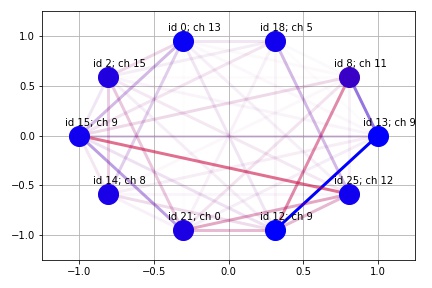 1.0
0.5
0.0
−0.5
−1.0
id 0; ch 13
id 18; ch 5
id 2; ch 15
id 8; ch 11
id 15; ch 9
id 13; ch 9
id 14; ch 8
id 25; ch 12
id 21; ch 0
id 12; ch 9
−1.0 −0.5 0.0 0.5 1.0